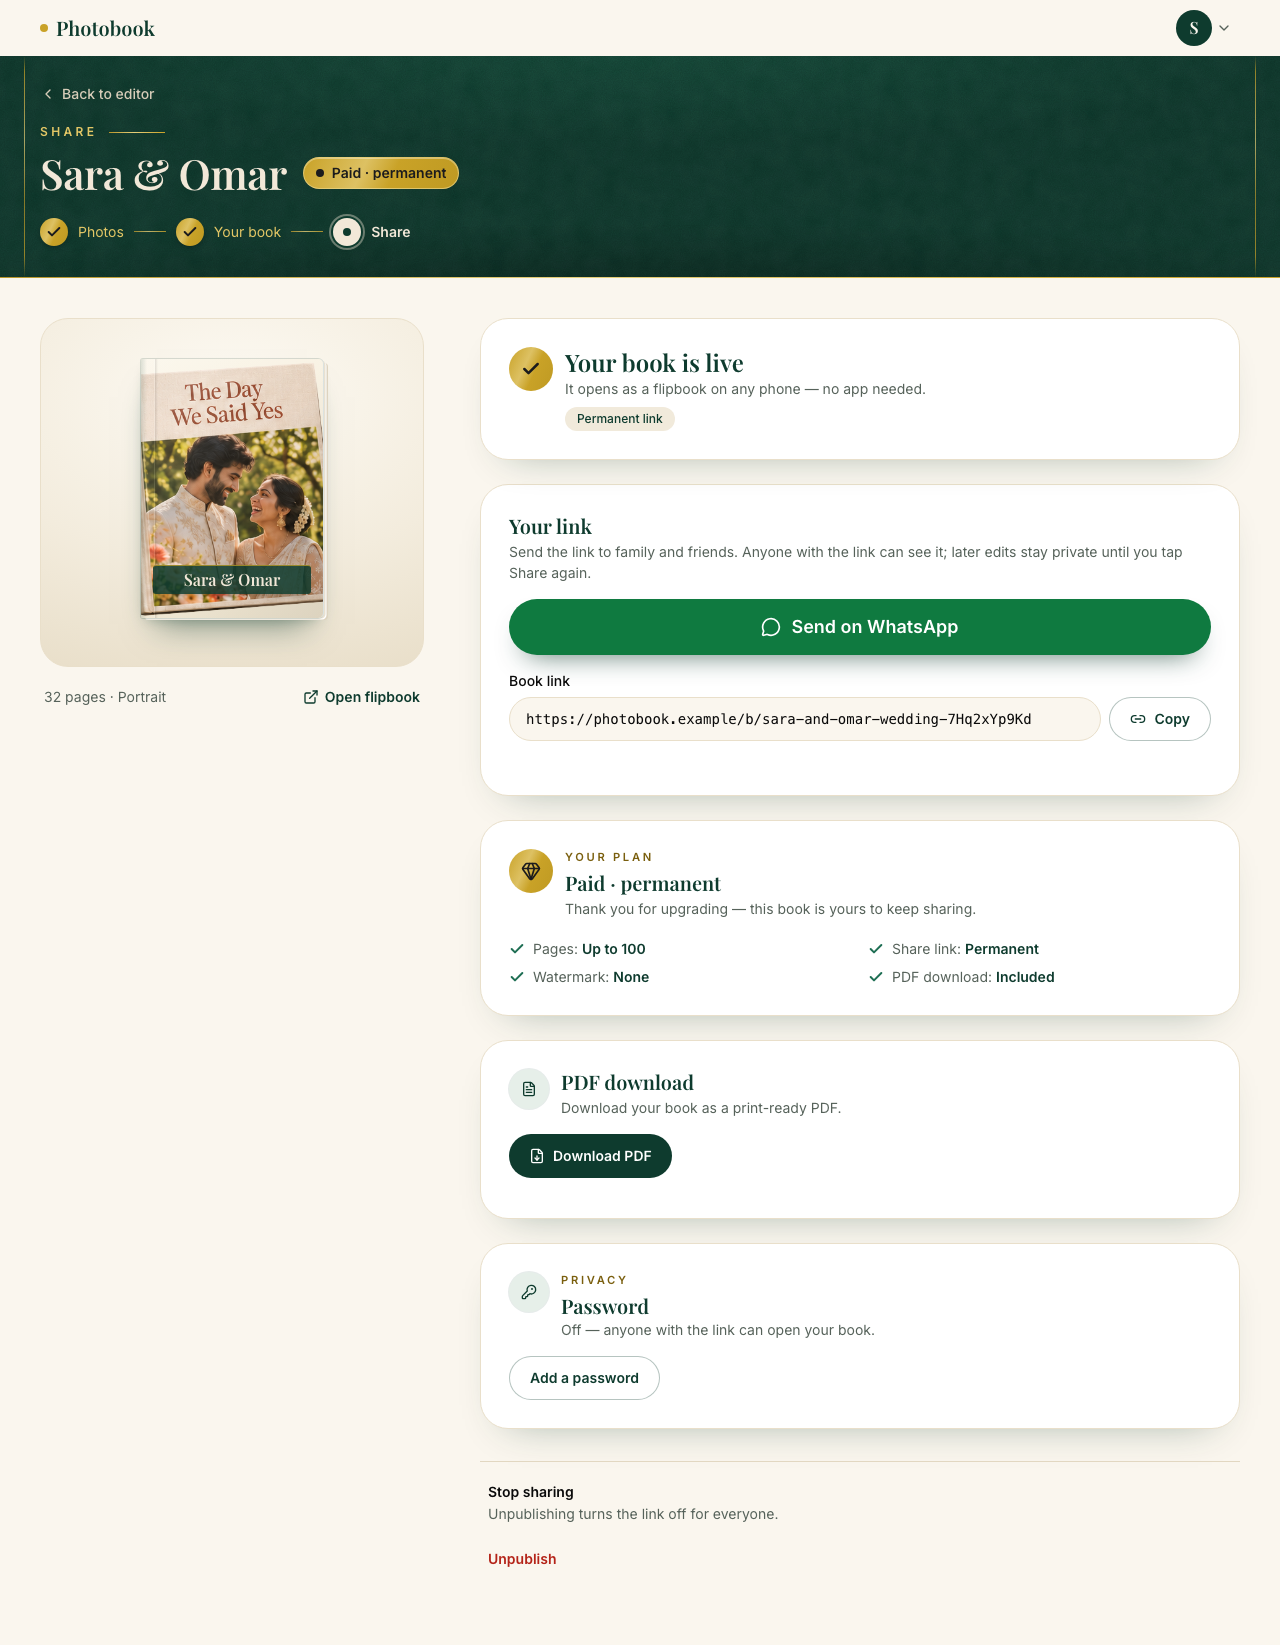 Photobook
S
Back to editor
SHARE
Sara & Omar
Paid · permanent
Photos
Your book
Share
The Day
We Said Yes
Sara & Omar
32 pages · Portrait
Open flipbook
Your book is live
It opens as a flipbook on any phone — no app needed.
Permanent link
Your link
Send the link to family and friends. Anyone with the link can see it; later edits stay private until you tap
Share again.
Send on WhatsApp
Book link
https://photobook.example/b/sara-and-omar-wedding-7Hq2xYp9Kd
Copy
YOUR PLAN
Paid · permanent
Thank you for upgrading — this book is yours to keep sharing.
Pages: Up to 100
Share link: Permanent
Watermark: None
PDF download: Included
PDF download
Download your book as a print-ready PDF.
Download PDF
PRIVACY
Password
Off — anyone with the link can open your book.
Add a password
Stop sharing
Unpublishing turns the link off for everyone.
Unpublish